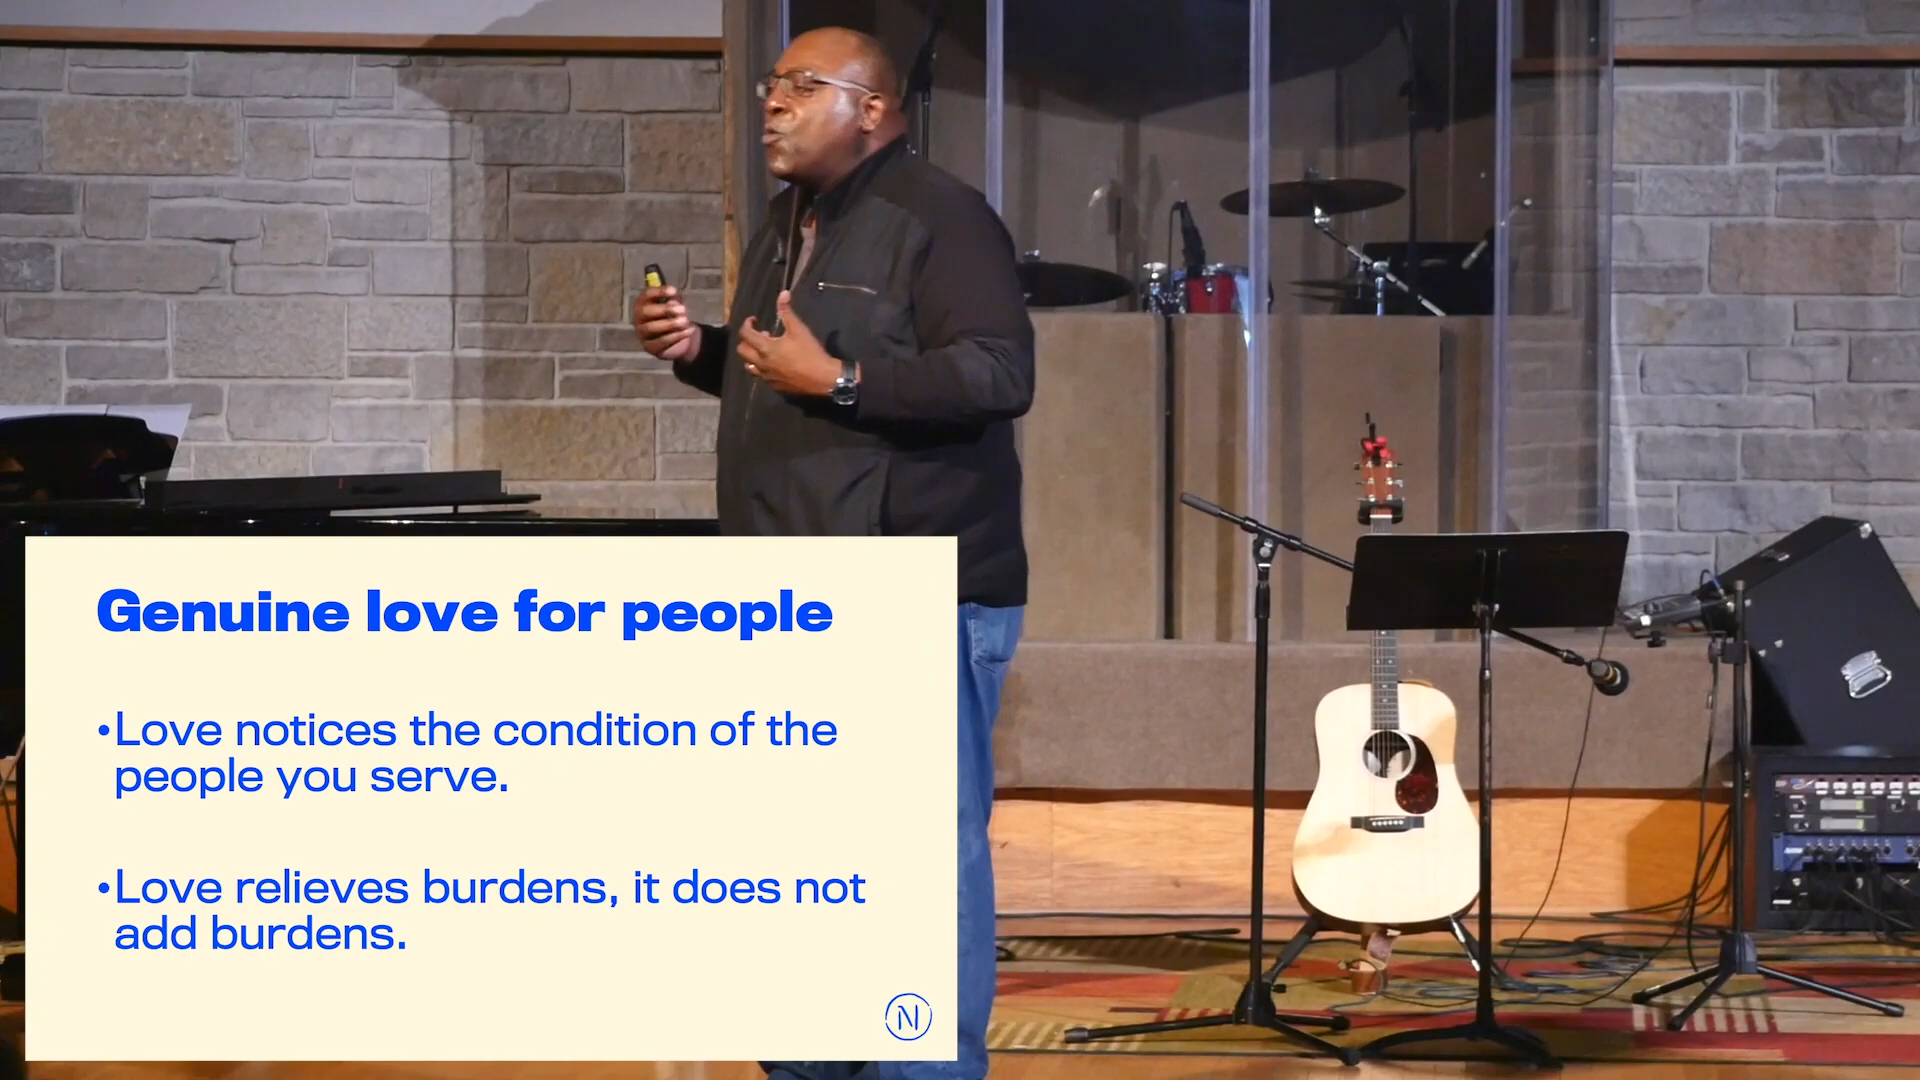 Genuine love for people
•Love notices the condition of the
people you serve.
•Love relieves burdens, it does not
add burdens.
N